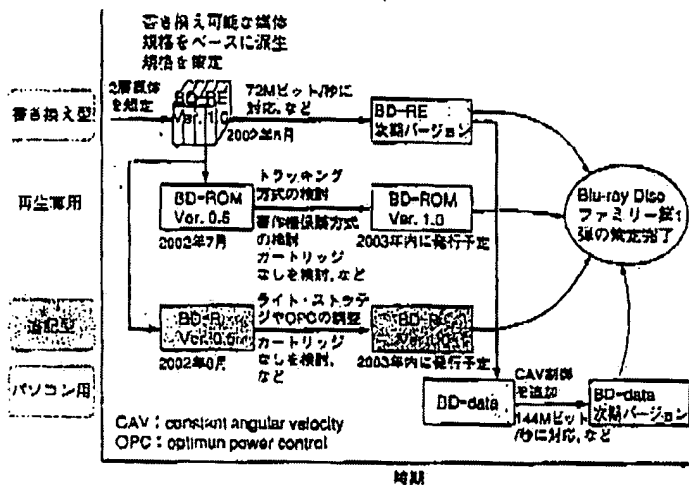 書き換え可能な媒体
規格をベースに派生
規格を策定
書き換え型
2層媒体
を規定
BD-RE
Ver. 1.0
2002年6月
72Mビット/秒に
対応,など
BD-RE
次期バージョン
再生専用
BD-ROM
Ver. 0.5
2002年7月
トラッキング
方式の検討
著作権保護方式
の検討
カートリッジ
なしを検討,など
BD-ROM
Ver. 1.0
2003年内に発行予定
Blu-ray Disc
ファミリー第1
弾の策定完了
追記型
BD-R
Ver. 0.5
ライト・ストラテ
ジやOPCの調整
カートリッジ
なしを検討,
など
BD-R
2003年内に発行予定
パソコン用
BD-data
CAV制御
を追加
144Mビット
/秒に対応,など
BD-data
次期バージョン
CAV:constant angular velocity
OPC:optimun power control
時期